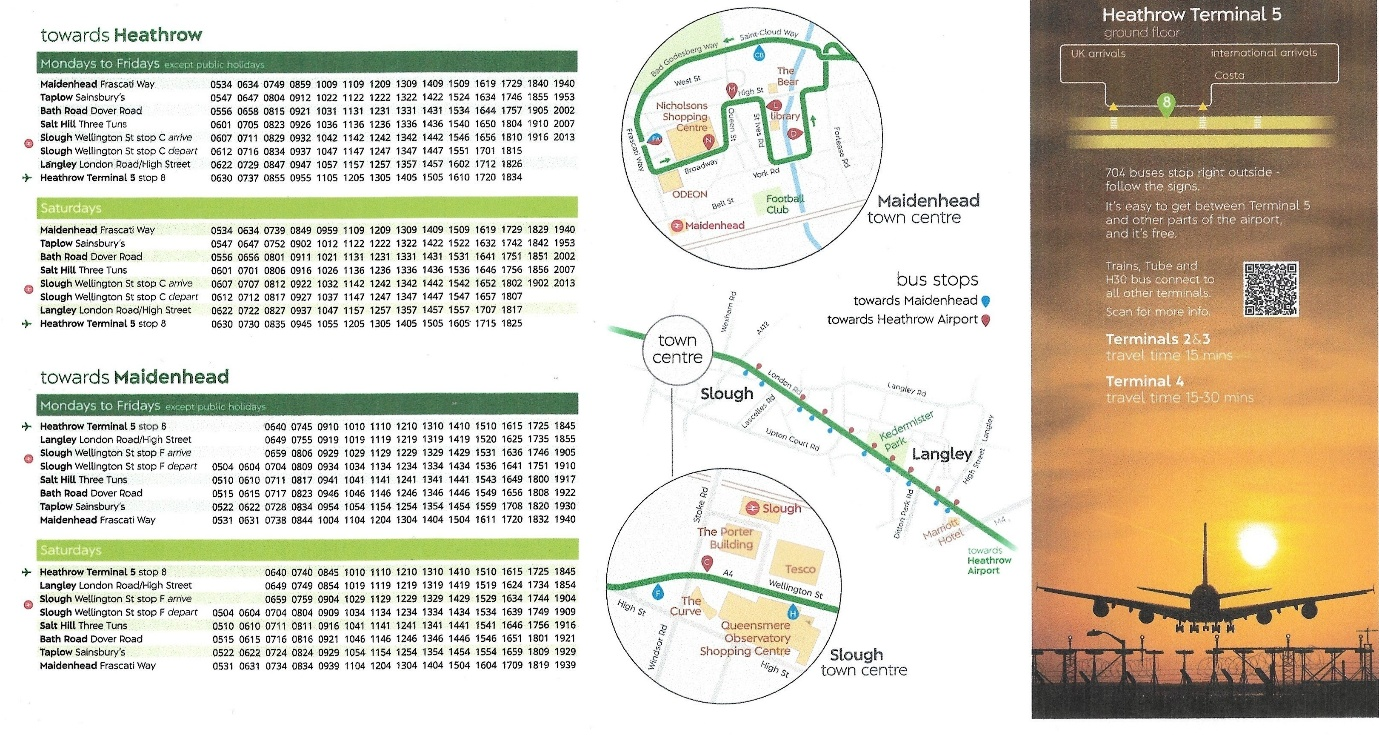 towards Heathrow
Mondays to Fridays except public holidays
Maidenhead Frascati Way 0534 0634 0749 0859 1009 1109 1209 1309 1409 1509 1619 1729 1840 1940
Taplow Sainsbury's 0547 0647 0804 0912 1022 1122 1222 1322 1422 1524 1634 1746 1855 1953
Bath Road Dover Road 0556 0658 0815 0921 1031 1131 1231 1331 1431 1534 1644 1757 1905 2002
Salt Hill Three Tuns 0601 0705 0823 0926 1036 1136 1236 1336 1436 1540 1650 1804 1910 2007
Slough Wellington St stop C arrive 0607 0711 0829 0932 1042 1142 1242 1342 1442 1546 1656 1810 1916 2013
Slough Wellington St stop C depart 0612 0716 0834 0937 1047 1147 1247 1347 1447 1551 1701 1815
Langley London Road/High Street 0622 0729 0847 0947 1057 1157 1257 1357 1457 1602 1712 1826
Heathrow Terminal 5 stop 8 0630 0737 0855 0955 1105 1205 1305 1405 1505 1610 1720 1834
Saturdays
Maidenhead Frascati Way 0534 0634 0739 0849 0959 1109 1209 1309 1409 1509 1619 1729 1829 1940
Taplow Sainsbury's 0547 0647 0752 0902 1012 1122 1222 1322 1422 1522 1632 1742 1842 1953
Bath Road Dover Road 0556 0656 0801 0911 1021 1131 1231 1331 1431 1531 1641 1751 1851 2002
Salt Hill Three Tuns 0601 0701 0806 0916 1026 1136 1236 1336 1436 1536 1646 1756 1856 2007
Slough Wellington St stop C arrive 0607 0707 0812 0922 1032 1142 1242 1342 1442 1542 1652 1802 1902 2013
Slough Wellington St stop C depart 0612 0712 0817 0927 1037 1147 1247 1347 1447 1547 1657 1807
Langley London Road/High Street 0622 0722 0827 0937 1047 1157 1257 1357 1457 1557 1707 1817
Heathrow Terminal 5 stop 8 0630 0730 0835 0945 1055 1205 1305 1405 1505 1605 1715 1825
towards Maidenhead
Mondays to Fridays except public holidays
Heathrow Terminal 5 stop 8 0640 0745 0910 1010 1110 1210 1310 1410 1510 1615 1725 1845
Langley London Road/High Street 0649 0755 0919 1019 1119 1219 1319 1419 1520 1625 1735 1855
Slough Wellington St stop F arrive 0659 0806 0929 1029 1129 1229 1329 1429 1531 1636 1746 1905
Slough Wellington St stop F depart 0504 0604 0704 0809 0934 1034 1134 1234 1334 1434 1536 1641 1751 1910
Salt Hill Three Tuns 0510 0610 0711 0817 0941 1041 1141 1241 1341 1441 1543 1649 1800 1917
Bath Road Dover Road 0515 0615 0717 0823 0946 1046 1146 1246 1346 1446 1549 1656 1808 1922
Taplow Sainsbury's 0522 0622 0728 0834 0954 1054 1154 1254 1354 1454 1559 1708 1820 1930
Maidenhead Frascati Way 0531 0631 0738 0844 1004 1104 1204 1304 1404 1504 1611 1720 1832 1940
Saturdays
Heathrow Terminal 5 stop 8 0640 0740 0845 1010 1110 1210 1310 1410 1510 1615 1725 1845
Langley London Road/High Street 0649 0749 0854 1019 1119 1219 1319 1419 1519 1624 1734 1854
Slough Wellington St stop F arrive 0659 0759 0904 1029 1129 1229 1329 1429 1529 1634 1744 1904
Slough Wellington St stop F depart 0504 0604 0704 0804 0909 1034 1134 1234 1334 1434 1534 1639 1749 1909
Salt Hill Three Tuns 0510 0610 0711 0811 0916 1041 1141 1241 1341 1441 1541 1646 1756 1916
Bath Road Dover Road 0515 0615 0716 0816 0921 1046 1146 1246 1346 1446 1546 1651 1801 1921
Taplow Sainsbury's 0522 0622 0724 0824 0929 1054 1154 1254 1354 1454 1554 1659 1809 1929
Maidenhead Frascati Way 0531 0631 0734 0834 0939 1104 1204 1304 1404 1504 1604 1709 1819 1939
Bad Godesberg Way
Saint-Cloud Way
CB
West St
The Bear
M
High St
Nicholsons Shopping Centre
L
library
Queen St
St Ives Rd
D
Forlease Rd
Frascati Way
FA
N
Broadway
York Rd
ODEON
Bell St
Football Club
Maidenhead
Maidenhead
town centre
bus stops
towards Maidenhead
towards Heathrow Airport
town centre
Wexham Rd
A412
Slough
London Rd
Lascelles Rd
Upton Court Rd
Langley Rd
Kedermister Park
Langley
High Street Langley
Ditton Park Rd
Marriott Hotel
M4
towards Heathrow Airport
Stoke Rd
Slough
The Porter Building
C
Tesco
A4
Wellington St
F
High St
The Curve
H
Queensmere Observatory Shopping Centre
Windsor Rd
High St
Slough
town centre
Heathrow Terminal 5
ground floor
UK arrivals
international arrivals
Costa
8
704 buses stop right outside -
follow the signs.
It's easy to get between Terminal 5
and other parts of the airport,
and it's free.
Trains, Tube and
H30 bus connect to
all other terminals.
Scan for more info.
Terminals 2&3
travel time 15 mins
Terminal 4
travel time 15-30 mins